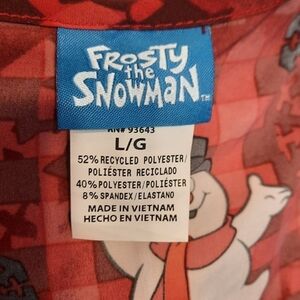 FROSTY
the
SNOWMAN™
RN# 93643
L/G
52% RECYCLED POLYESTER/
POLIÉSTER RECICLADO
40% POLYESTER/POLIÉSTER
8% SPANDEX/ELASTANO
MADE IN VIETNAM
HECHO EN VIETNAM